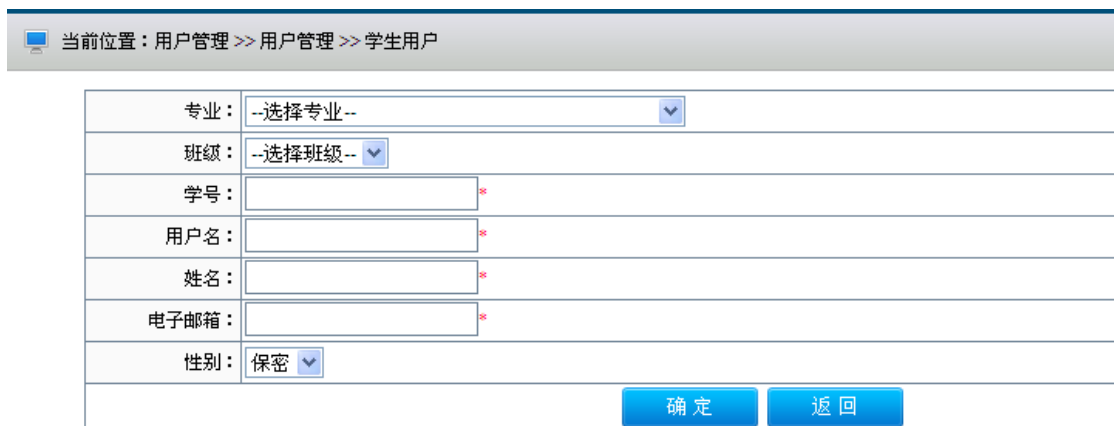 当前位置：用户管理 >> 用户管理 >> 学生用户
专业： --选择专业--
班级： --选择班级--
学号： *
用户名： *
姓名： *
电子邮箱： *
性别： 保密
确 定 返 回